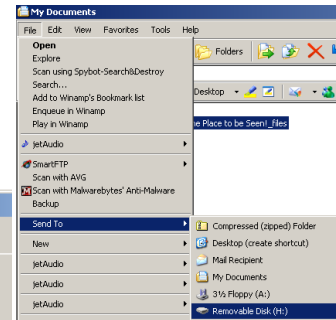 My Documents
File Edit View Favorites Tools Help
Open
Explore
Scan using Spybot-Search&Destroy
Search...
Add to Winamp's Bookmark list
Enqueue in Winamp
Play in Winamp
jetAudio
SmartFTP
Scan with AVG
Scan with Malwarebytes' Anti-Malware
Backup
Send To
New
jetAudio
jetAudio
jetAudio
Folders
Desktop
e Place to be Seen!_files
Compressed (zipped) Folder
Desktop (create shortcut)
Mail Recipient
My Documents
3½ Floppy (A:)
Removable Disk (H:)